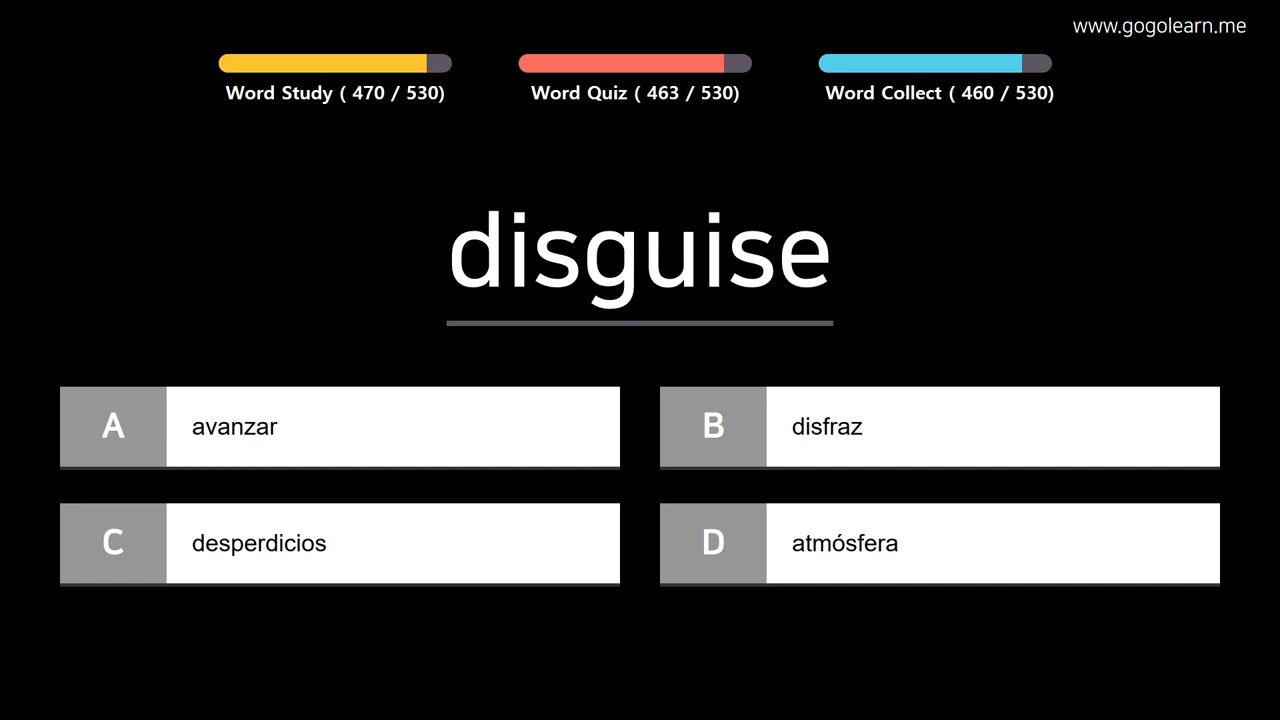 www.gogolearn.me
Word Study ( 470 / 530)
Word Quiz ( 463 / 530)
Word Collect ( 460 / 530)
disguise
A avanzar
B disfraz
C desperdicios
D atmósfera